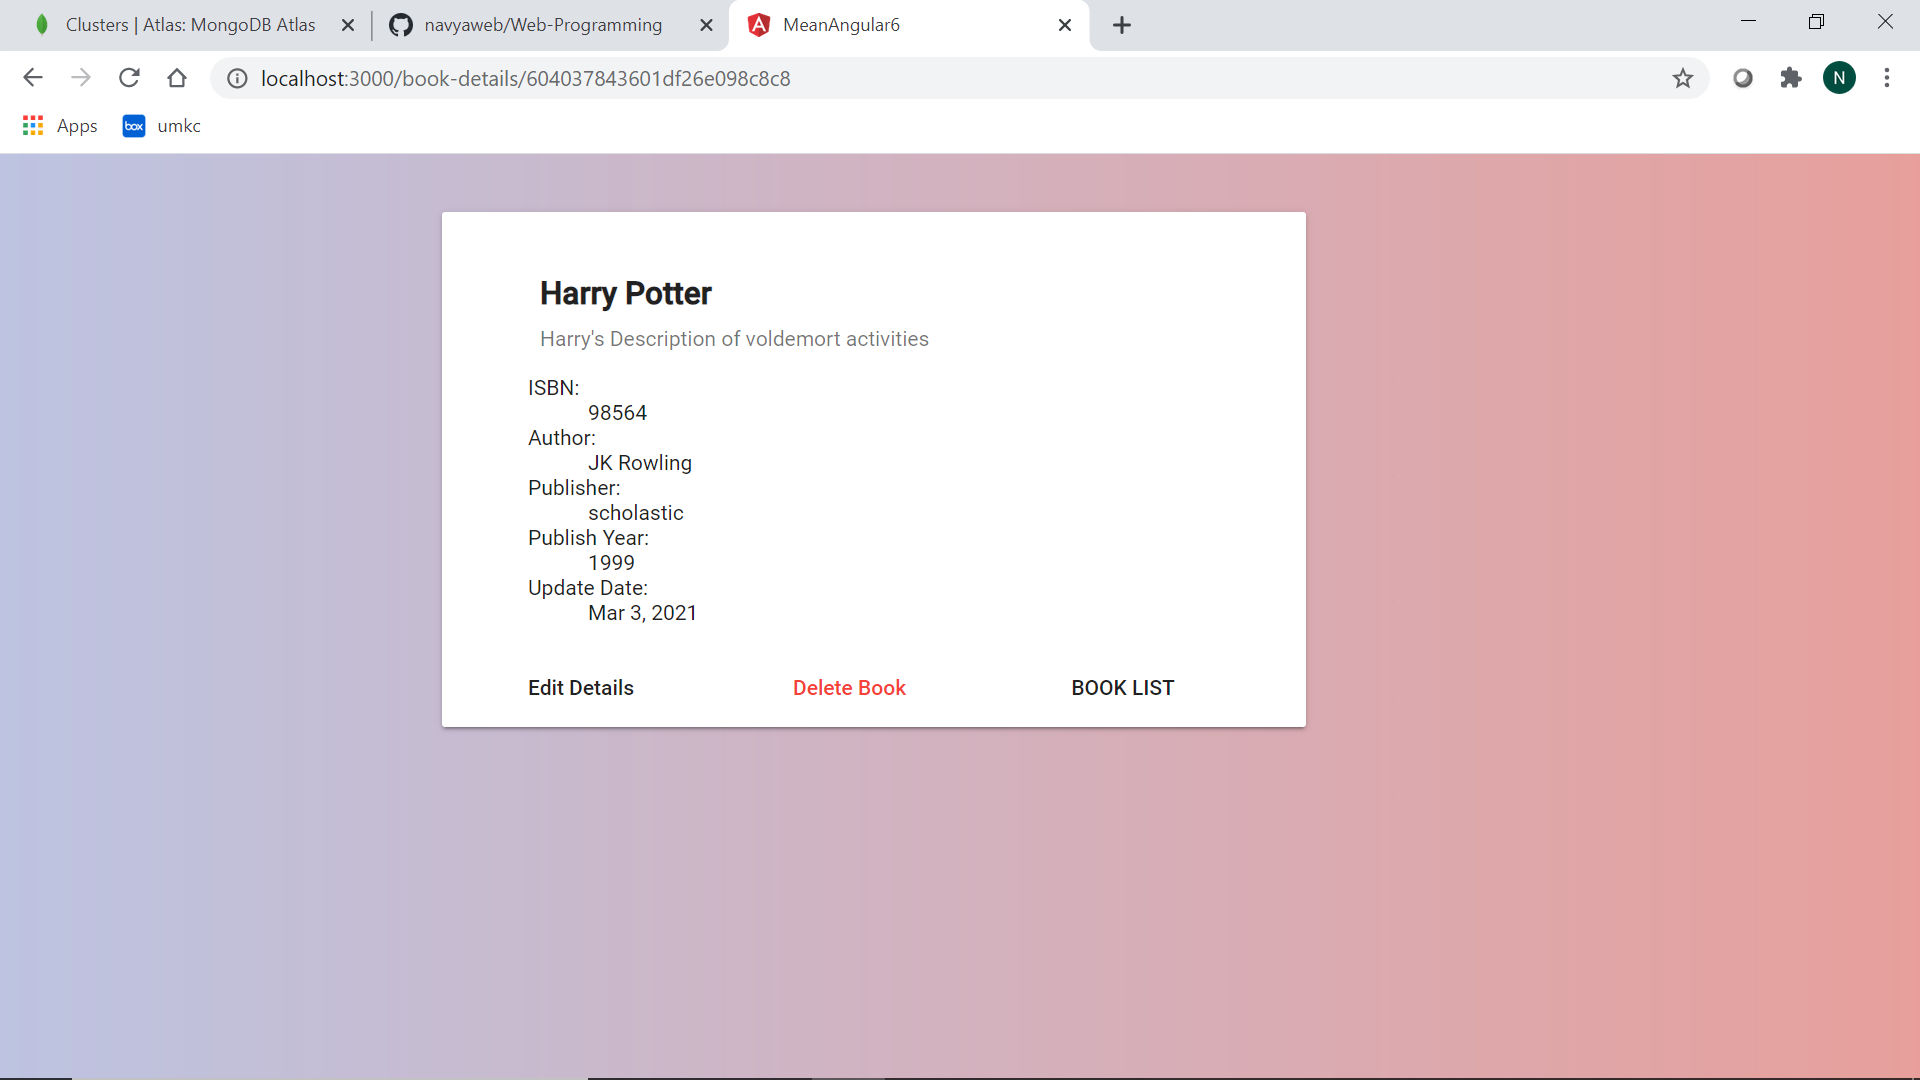 Clusters | Atlas: MongoDB Atlas
navyaweb/Web-Programming
MeanAngular6
localhost:3000/book-details/604037843601df26e098c8c8
N
Apps
box
umkc
Harry Potter
Harry's Description of voldemort activities
ISBN:
98564
Author:
JK Rowling
Publisher:
scholastic
Publish Year:
1999
Update Date:
Mar 3, 2021
Edit Details
Delete Book
BOOK LIST